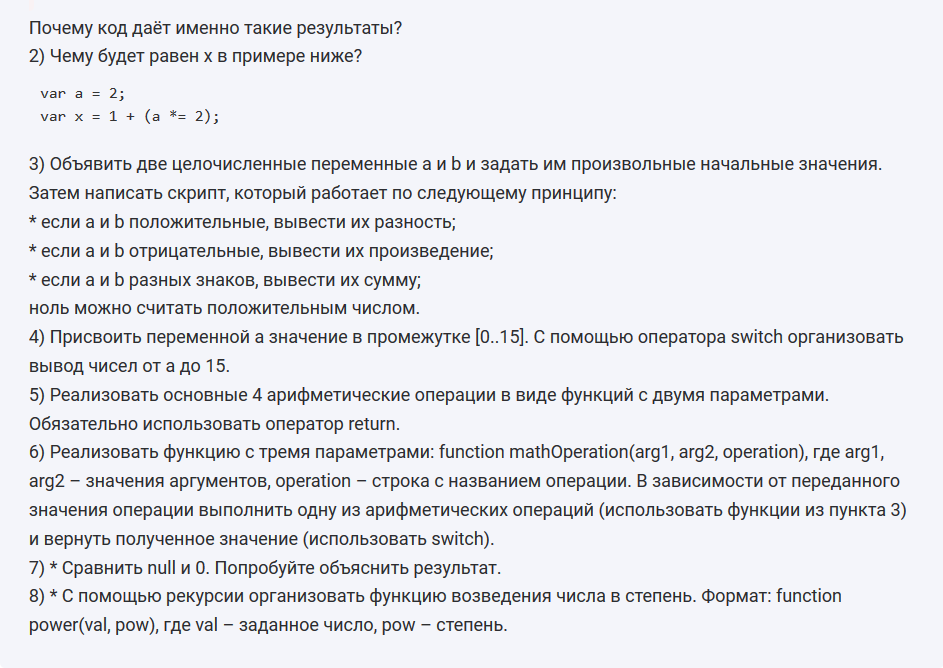 Почему код даёт именно такие результаты?
2) Чему будет равен x в примере ниже?
var a = 2;
var x = 1 + (a *= 2);
3) Объявить две целочисленные переменные a и b и задать им произвольные начальные значения.
Затем написать скрипт, который работает по следующему принципу:
* если a и b положительные, вывести их разность;
* если а и b отрицательные, вывести их произведение;
* если а и b разных знаков, вывести их сумму;
ноль можно считать положительным числом.
4) Присвоить переменной а значение в промежутке [0..15]. С помощью оператора switch организовать
вывод чисел от a до 15.
5) Реализовать основные 4 арифметические операции в виде функций с двумя параметрами.
Обязательно использовать оператор return.
6) Реализовать функцию с тремя параметрами: function mathOperation(arg1, arg2, operation), где arg1,
arg2 – значения аргументов, operation – строка с названием операции. В зависимости от переданного
значения операции выполнить одну из арифметических операций (использовать функции из пункта 3)
и вернуть полученное значение (использовать switch).
7) * Сравнить null и 0. Попробуйте объяснить результат.
8) * С помощью рекурсии организовать функцию возведения числа в степень. Формат: function
power(val, pow), где val – заданное число, pow – степень.